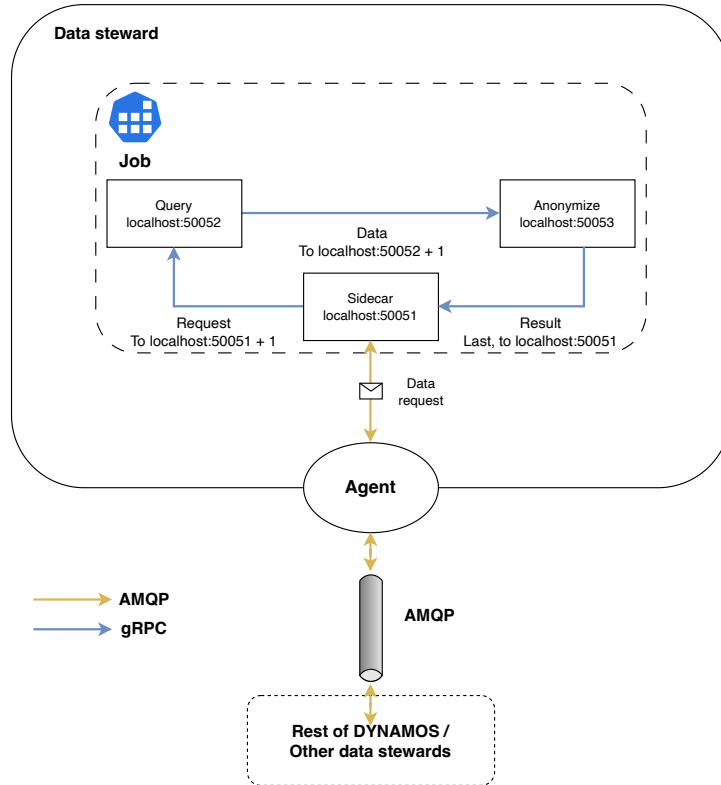 Data steward
Job
Query
localhost:50052
Anonymize
localhost:50053
Data
To localhost:50052 + 1
Sidecar
localhost:50051
Request
To localhost:50051 + 1
Result
Last, to localhost:50051
Data
request
Agent
AMQP
gRPC
AMQP
Rest of DYNAMOS /
Other data stewards